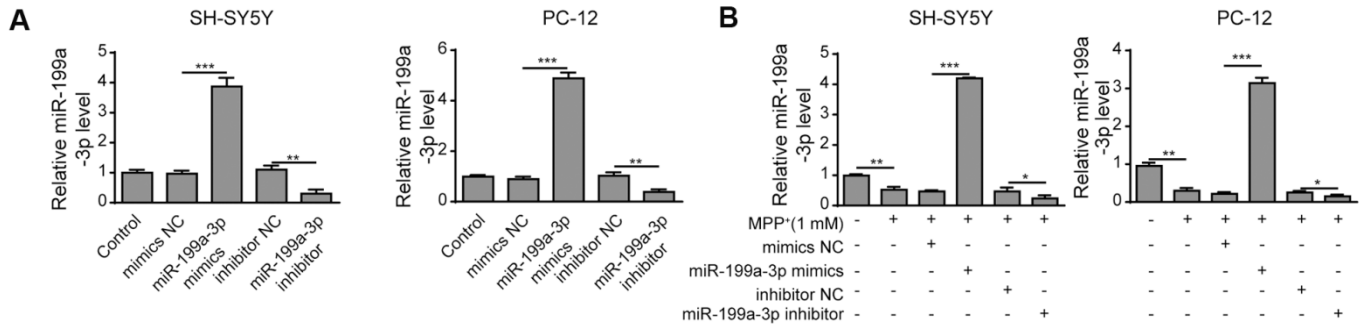 A
SH-SY5Y
Relative miR-199a
-3p level
5
4
3
2
1
0
***
**
Control
mimics NC
miR-199a-3p
mimics
inhibitor NC
miR-199a-3p
inhibitor
PC-12
Relative miR-199a
-3p level
6
4
2
0
***
**
Control
mimics NC
miR-199a-3p
mimics
inhibitor NC
miR-199a-3p
inhibitor
B
SH-SY5Y
Relative miR-199a
-3p level
5
4
3
2
1
0
**
***
*
PC-12
Relative miR-199a
-3p level
4
3
2
1
0
**
***
*
MPP⁺(1 mM) - + + + + + - + + + + +
mimics NC - - + - - - - - + - - -
miR-199a-3p mimics - - - + - - - - - + - -
inhibitor NC - - - - + - - - - - + -
miR-199a-3p inhibitor - - - - - + - - - - - +